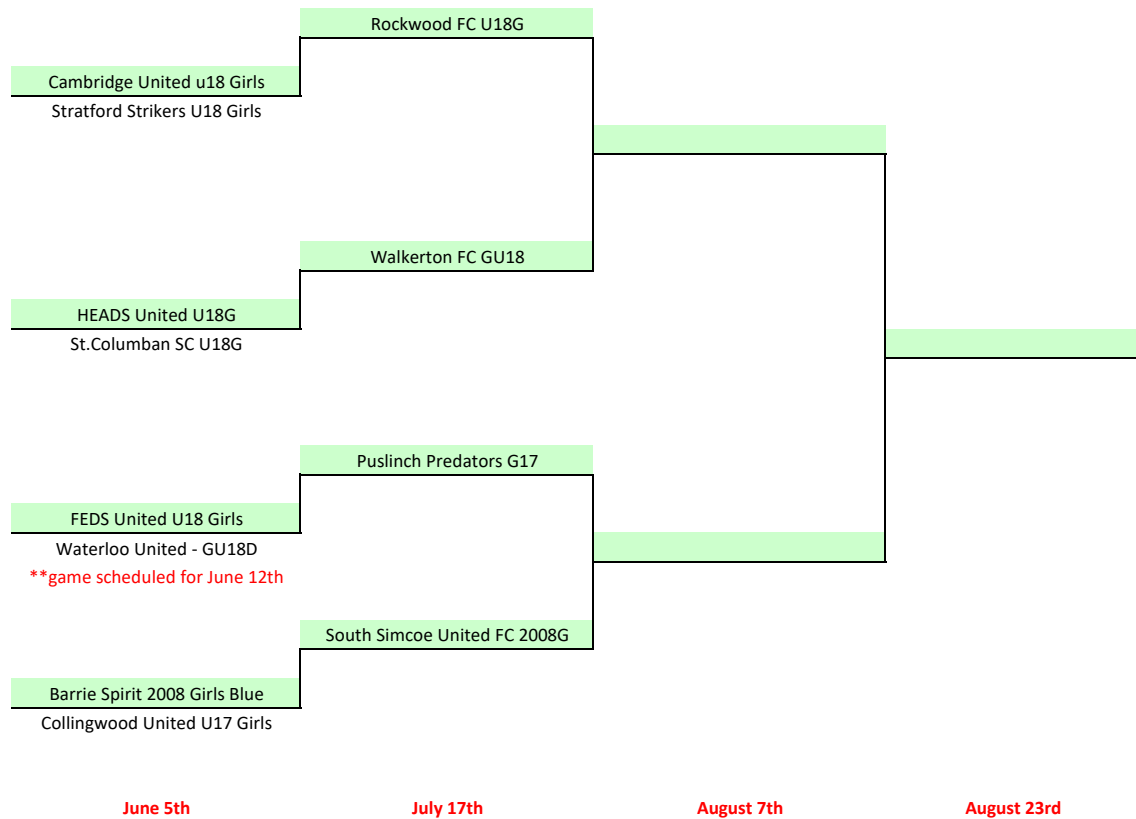 Rockwood FC U18G
Cambridge United u18 Girls
Stratford Strikers U18 Girls
Walkerton FC GU18
HEADS United U18G
St.Columban SC U18G
Puslinch Predators G17
FEDS United U18 Girls
Waterloo United - GU18D
**game scheduled for June 12th
South Simcoe United FC 2008G
Barrie Spirit 2008 Girls Blue
Collingwood United U17 Girls
June 5th July 17th August 7th August 23rd